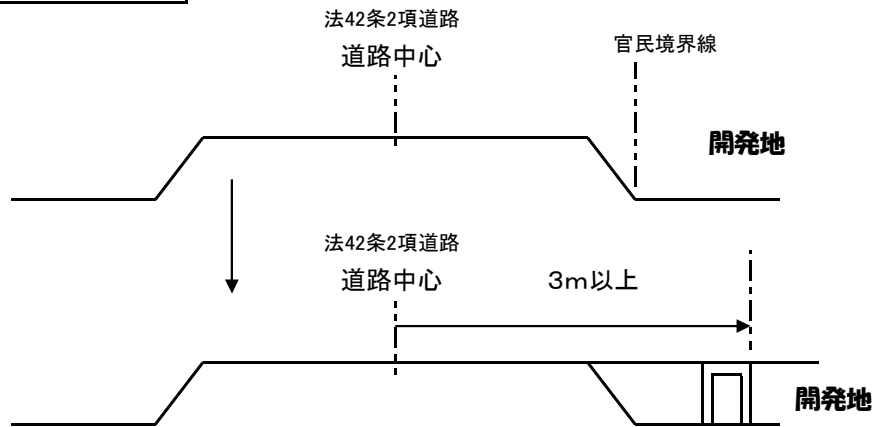 法42条2項道路
道路中心
官民境界線
開発地
法42条2項道路
道路中心
3m以上
開発地